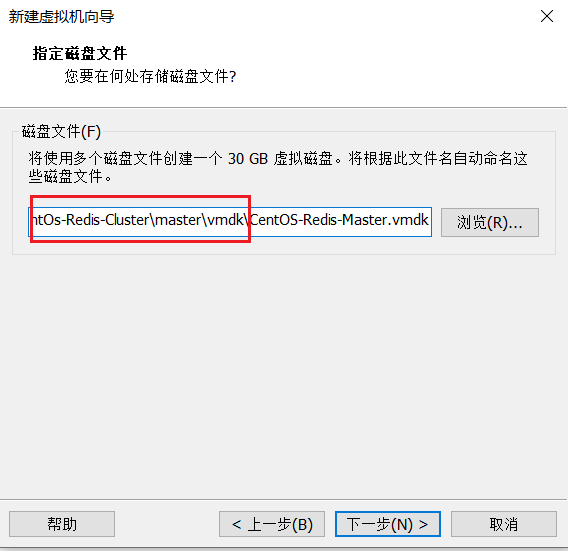 新建虚拟机向导
指定磁盘文件
您要在何处存储磁盘文件?
磁盘文件(F)
将使用多个磁盘文件创建一个 30 GB 虚拟磁盘。将根据此文件名自动命名这
些磁盘文件。
ntOs-Redis-Cluster\master\vmdk\CentOS-Redis-Master.vmdk
浏览(R)...
帮助
< 上一步(B)
下一步(N) >
取消